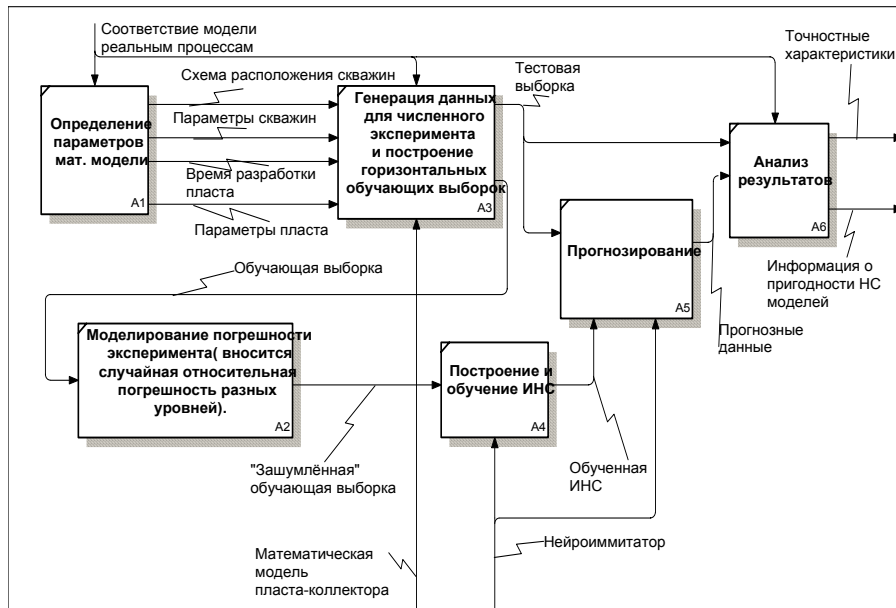 Соответствие модели
реальным процессам
Точностные
характеристики
Схема расположения скважин
Тестовая
выборка
Определение
параметров
мат. модели
A1
Параметры скважин
Время разработки
пласта
Параметры пласта
Генерация данных
для численного
эксперимента
и построение
горизонтальных
обучающих выборок
A3
Анализ
результатов
A6
Прогнозирование
A5
Информация о
пригодности НС
моделей
Обучающая выборка
Прогнозные
данные
Моделирование погрешности
эксперимента( вносится
случайная относительная
погрешность разных
уровней).
A2
Построение и
обучение ИНС
A4
"Зашумлённая"
обучающая выборка
Обученная
ИНС
Математическая
модель
пласта-коллектора
Нейроиммитатор